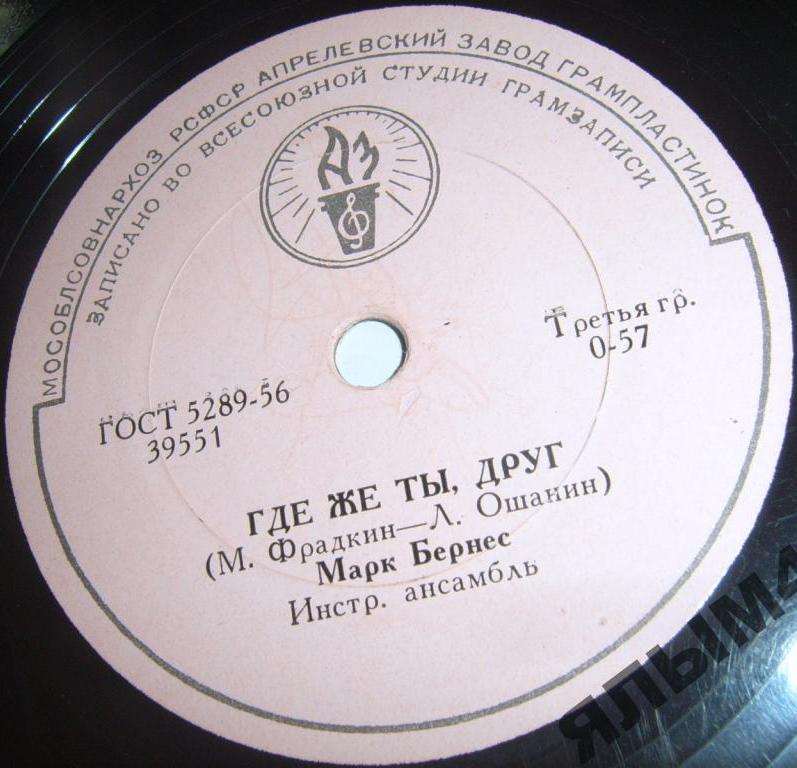 МОСОБЛСОВНАРХОЗ РСФСР АПРЕЛЕВСКИЙ ЗАВОД ГРАМПЛАСТИНОК
ЗАПИСАНО ВО ВСЕСОЮЗНОЙ СТУДИИ ГРАМЗАПИСИ
АЗ
Третья гр.
0-57
ГОСТ 5289-56
39551
ГДЕ ЖЕ ТЫ, ДРУГ
(М. Фрадкин—Л. Ошанин)
Марк Бернес
Инстр. ансамбль